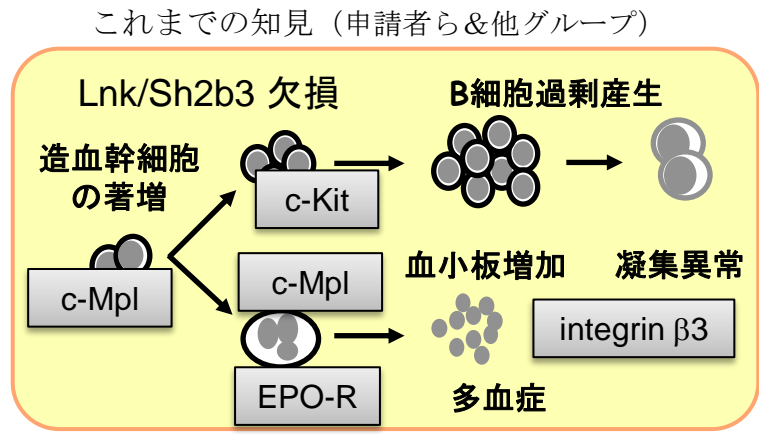 これまでの知見（申請者ら&他グループ）
Lnk/Sh2b3 欠損
B細胞過剰産生
造血幹細胞
の著増
c-Kit
c-Mpl
c-Mpl
血小板増加
凝集異常
integrin β3
EPO-R
多血症